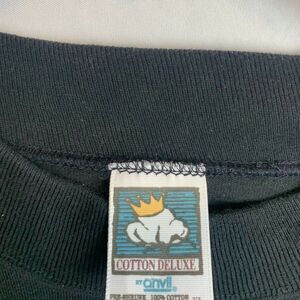 COTTON DELUXE
BY anvil®
PRE-SHRUNK 100% COTTON